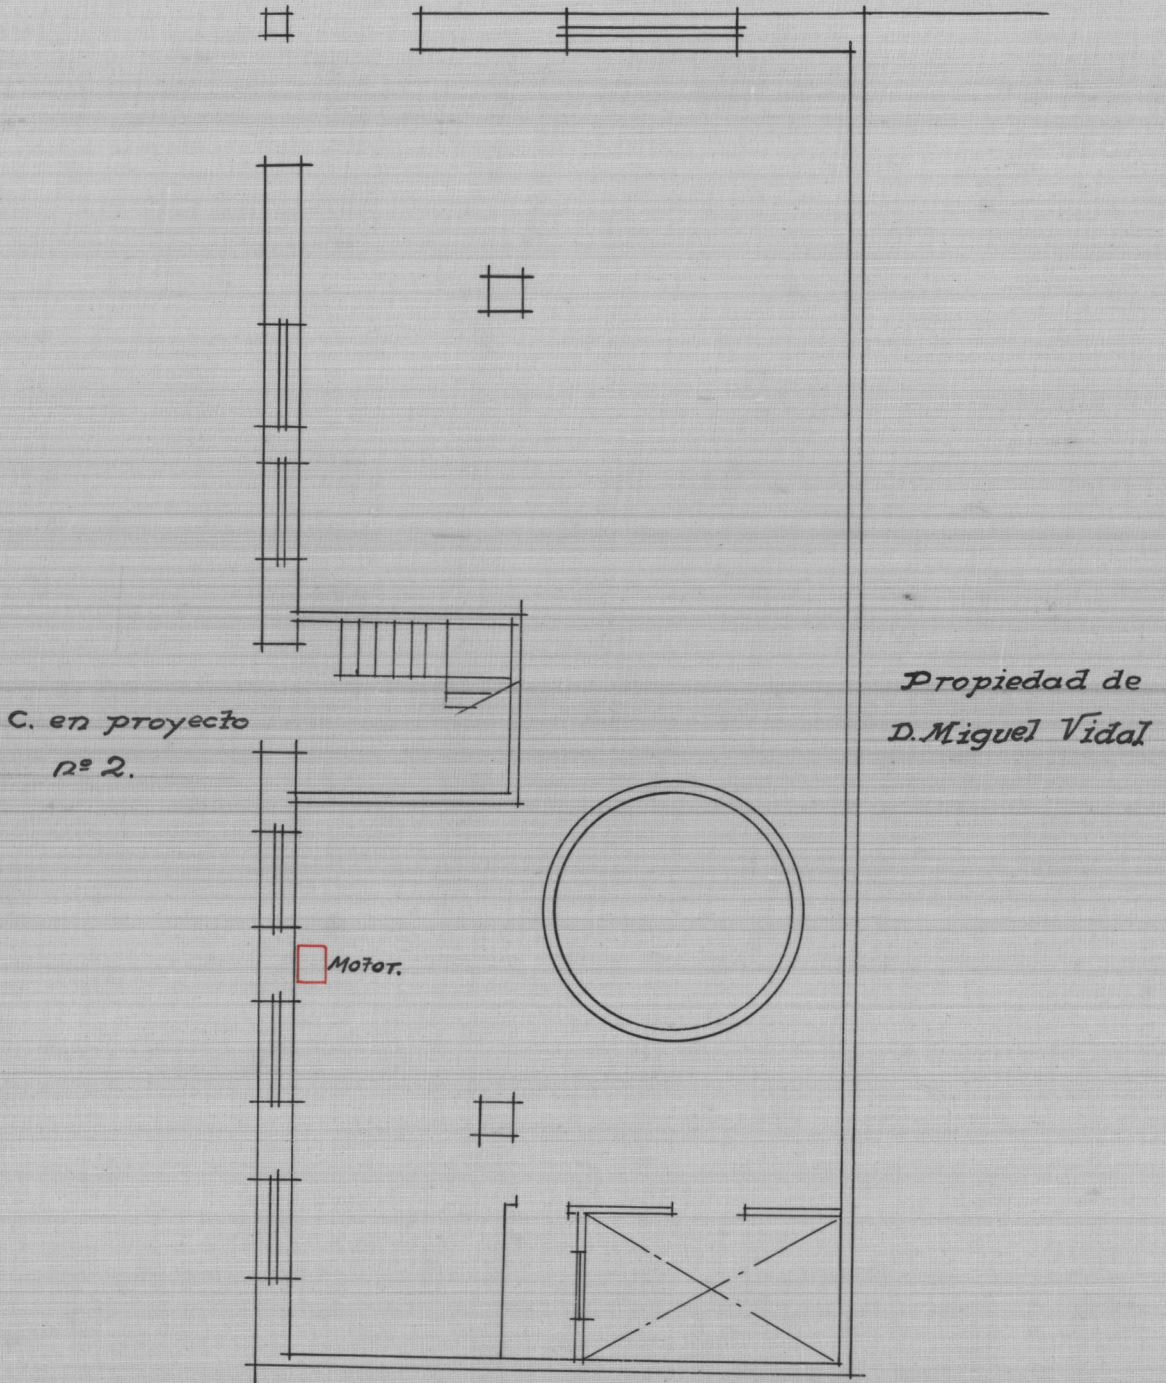 C. en proyecto
nº 2.
Propiedad de
D. Miguel Vidal
Motor.